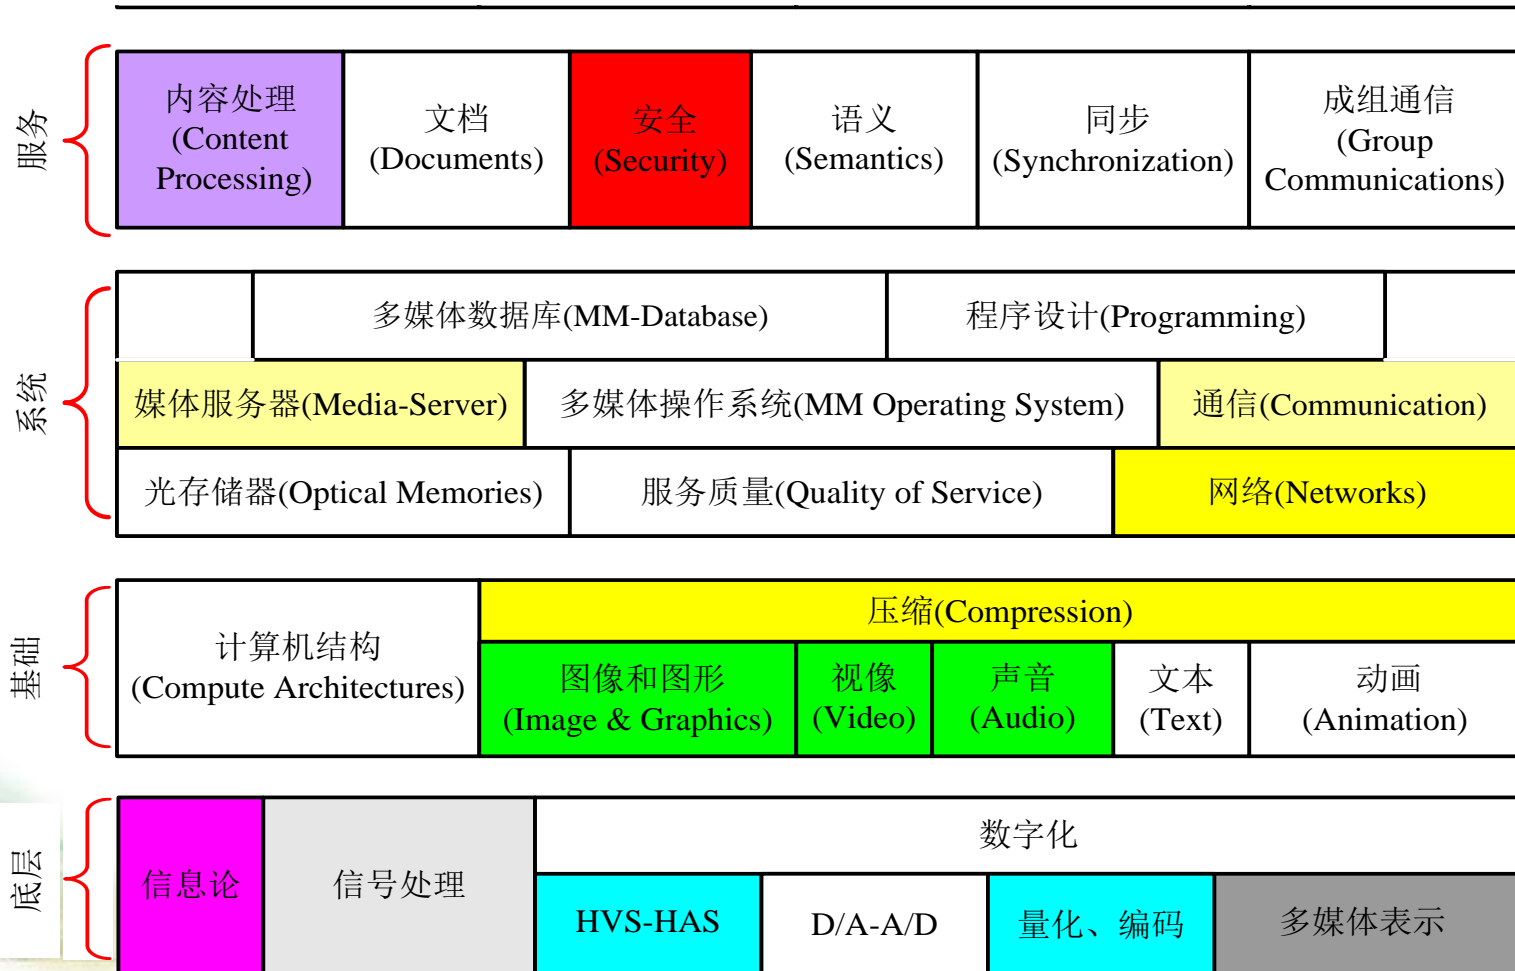 服务
内容处理
(Content
Processing)
文档
(Documents)
安全
(Security)
语义
(Semantics)
同步
(Synchronization)
成组通信
(Group
Communications)
系统
多媒体数据库(MM-Database)
程序设计(Programming)
媒体服务器(Media-Server)
多媒体操作系统(MM Operating System)
通信(Communication)
光存储器(Optical Memories)
服务质量(Quality of Service)
网络(Networks)
基础
计算机结构
(Compute Architectures)
压缩(Compression)
图像和图形
(Image & Graphics)
视像
(Video)
声音
(Audio)
文本
(Text)
动画
(Animation)
底层
信息论
信号处理
数字化
HVS-HAS
D/A-A/D
量化、编码
多媒体表示